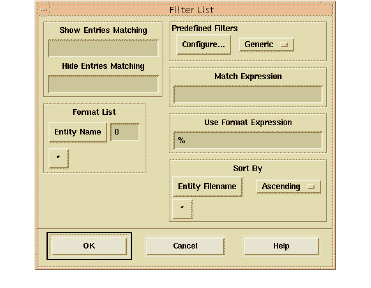 Filter List
Show Entries Matching
Hide Entries Matching
Format List
Entity Name 0
*
Predefined Filters
Configure... Generic
Match Expression
Use Format Expression
%
Sort By
Entity Filename Ascending
*
OK Cancel Help